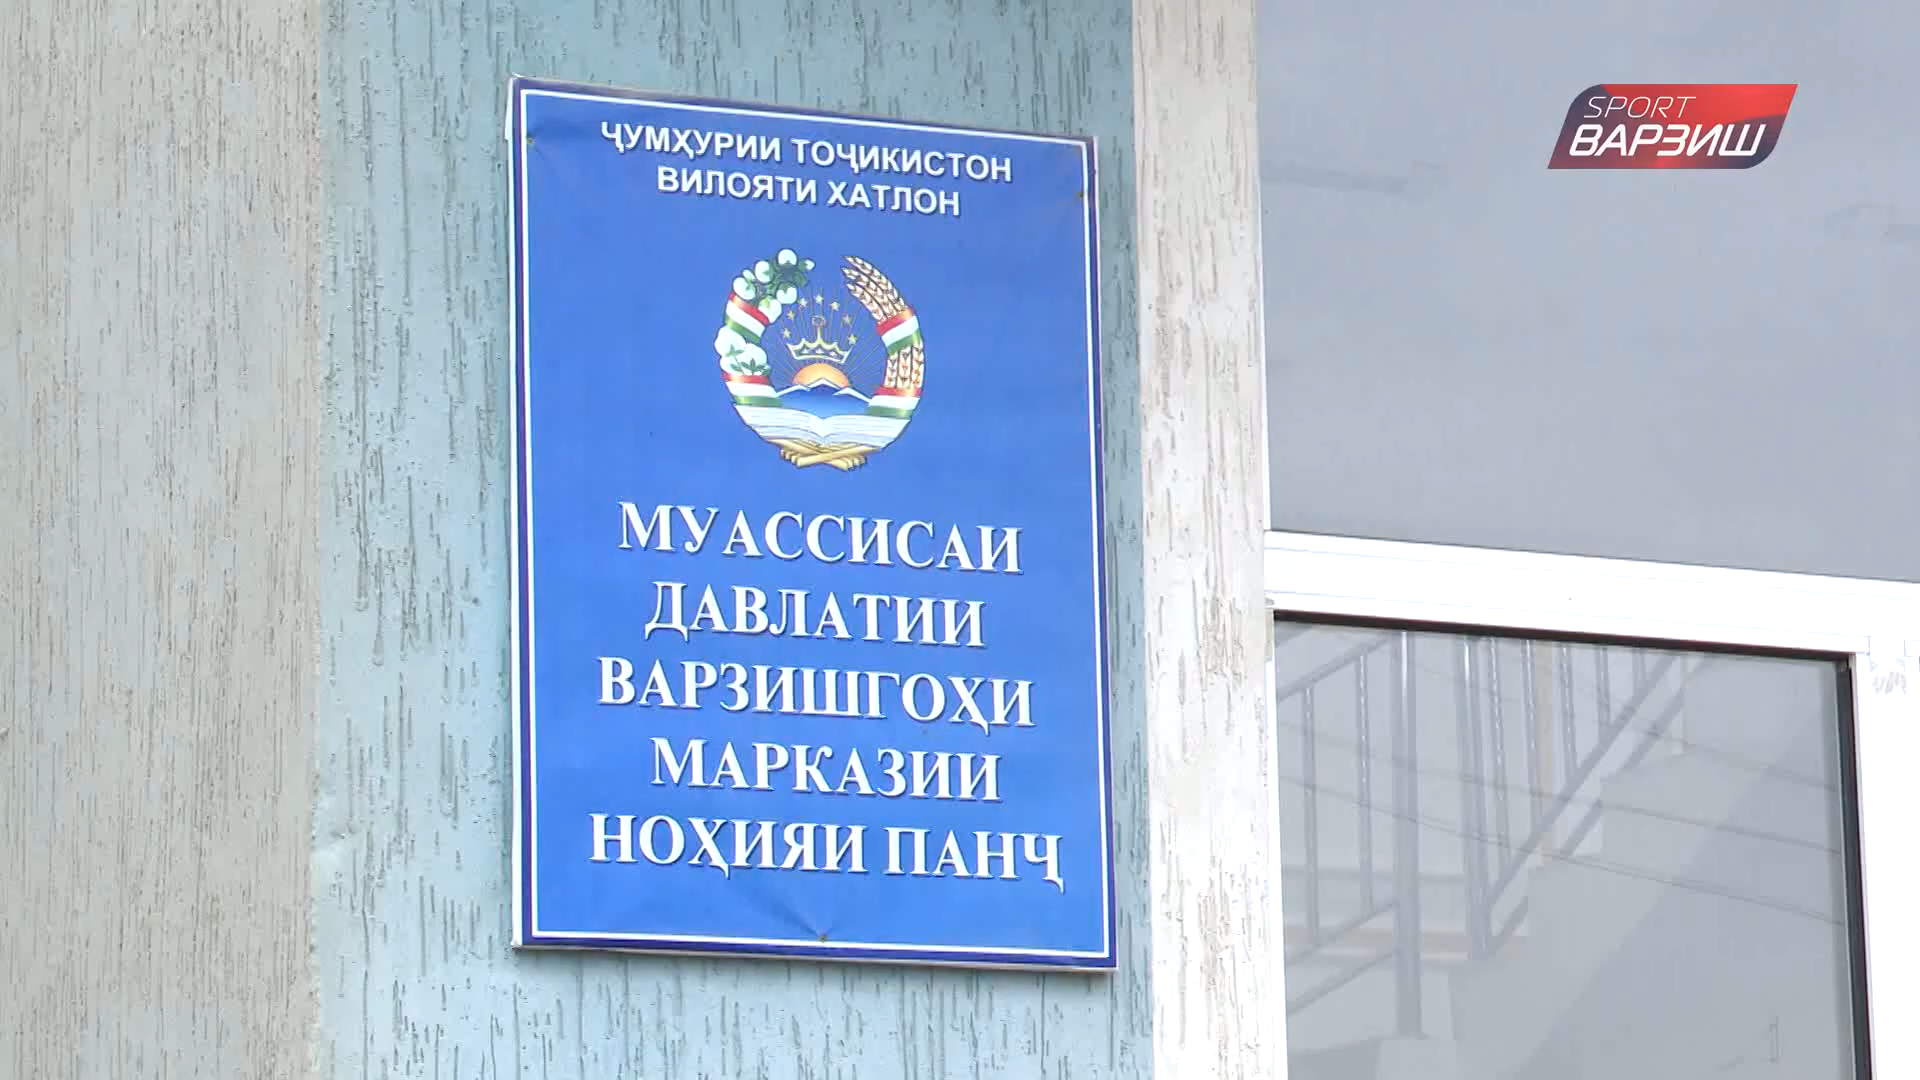 ҶУМҲУРИИ ТОҶИКИСТОН
ВИЛОЯТИ ХАТЛОН
МУАССИСАИ
ДАВЛАТИИ
ВАРЗИШГОҲИ
МАРКАЗИИ
НОҲИЯИ ПАНҶ
SPORT
ВАРЗИШ